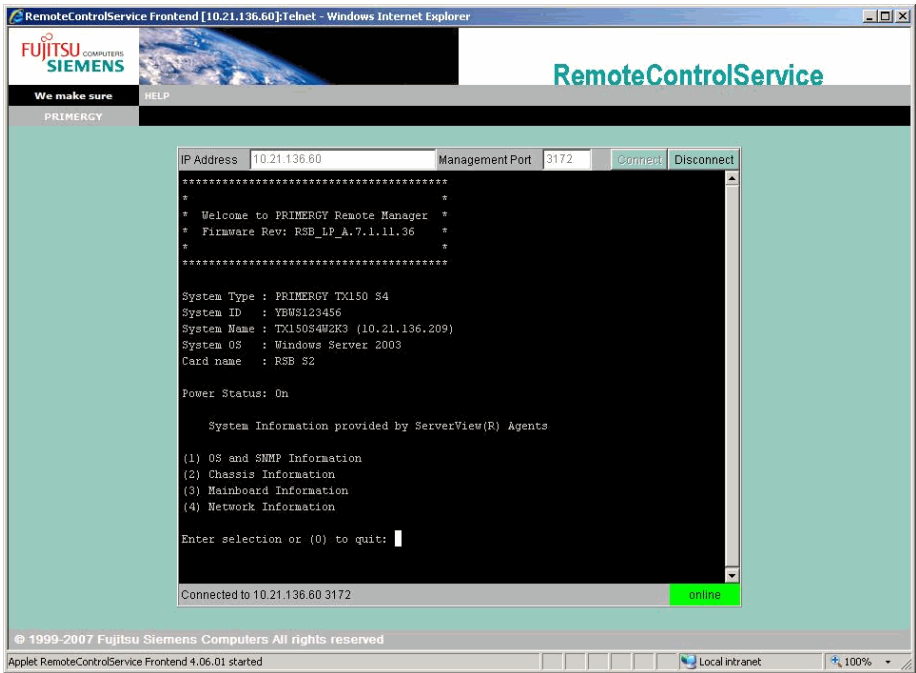 RemoteControlService Frontend [10.21.136.60]:Telnet - Windows Internet Explorer
FUJITSU COMPUTERS
SIEMENS
RemoteControlService
We make sure HELP
PRIMERGY
IP Address 10.21.136.60 Management Port 3172 Connect Disconnect
****************************************
* *
* Welcome to PRIMERGY Remote Manager *
* Firmware Rev: RSB_LP_A.7.1.11.36 *
* *
****************************************
System Type : PRIMERGY TX150 S4
System ID : YBWS123456
System Name : TX150S4W2K3 (10.21.136.209)
System OS : Windows Server 2003
Card name : RSB S2
Power Status: On
System Information provided by ServerView(R) Agents
(1) OS and SNMP Information
(2) Chassis Information
(3) Mainboard Information
(4) Network Information
Enter selection or (0) to quit:
Connected to 10.21.136.60 3172 online
© 1999-2007 Fujitsu Siemens Computers All rights reserved
Applet RemoteControlService Frontend 4.06.01 started Local intranet 100%